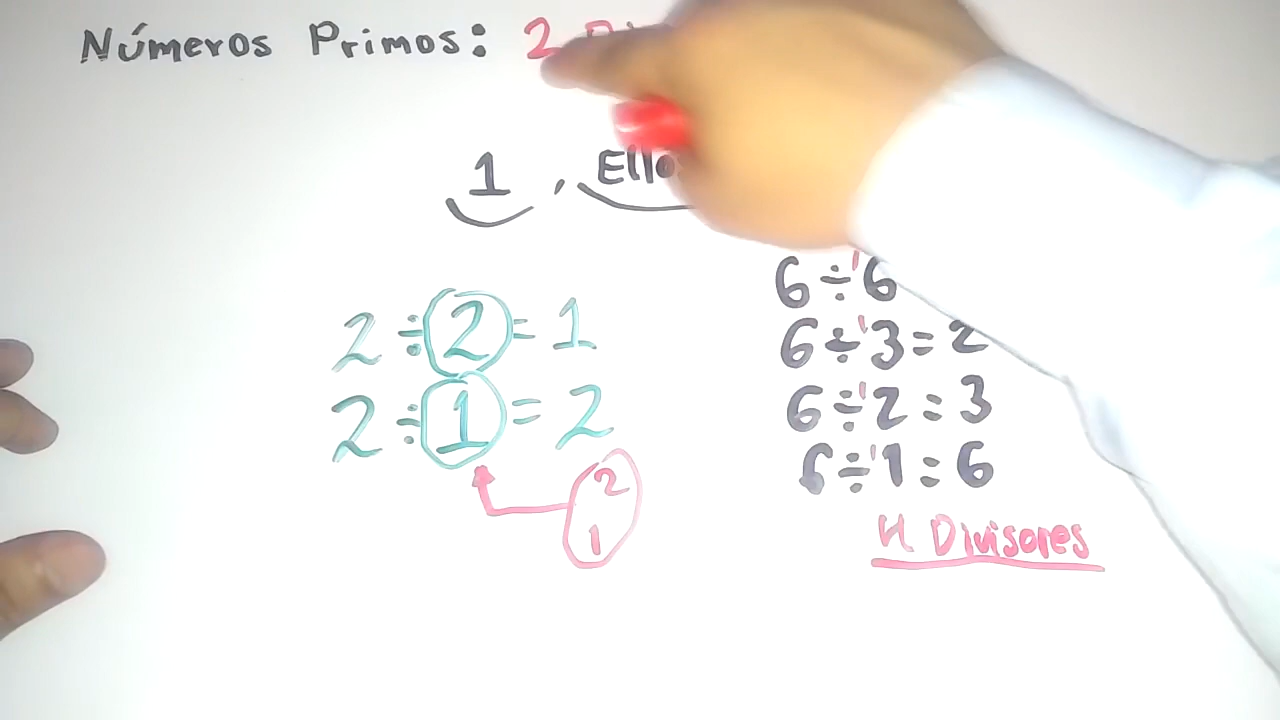 Números Primos: 2
1 , Ello
2 ÷ 2 = 1
2 ÷ 1 = 2
2
1
6 ÷ 6
6 ÷ 3 = 2
6 ÷ 2 = 3
6 ÷ 1 = 6
4 Divisores